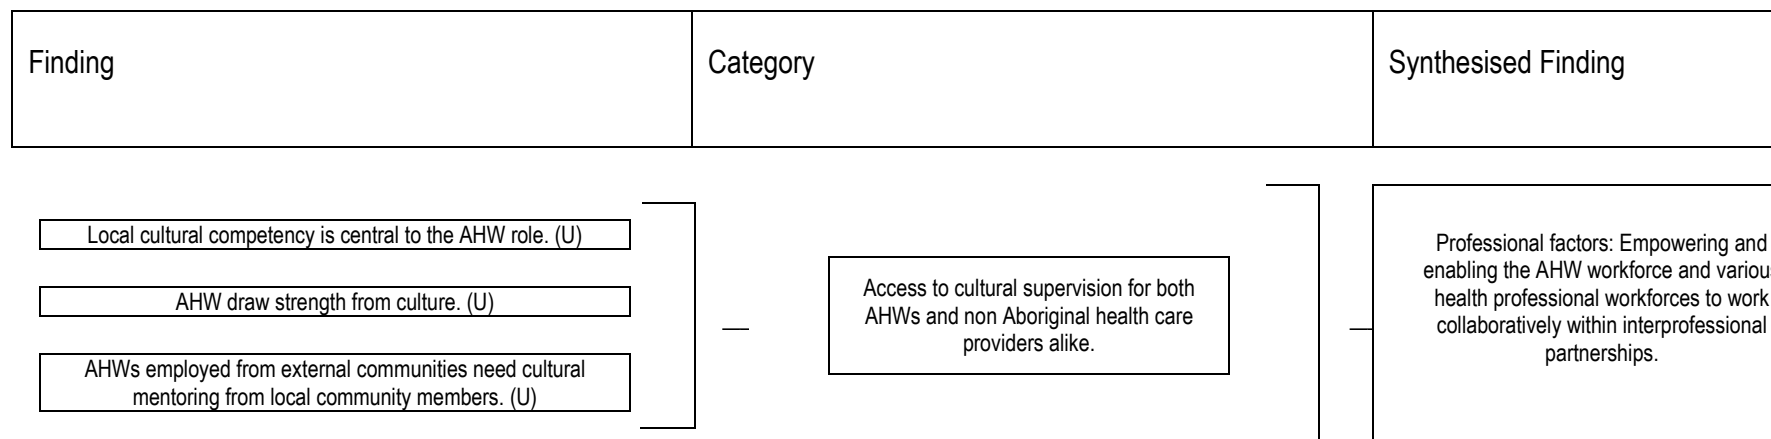 Finding
Category
Synthesised Finding
Local cultural competency is central to the AHW role. (U)
AHW draw strength from culture. (U)
AHWs employed from external communities need cultural
mentoring from local community members. (U)
Access to cultural supervision for both
AHWs and non Aboriginal health care
providers alike.
Professional factors: Empowering and
enabling the AHW workforce and various
health professional workforces to work
collaboratively within interprofessional
partnerships.